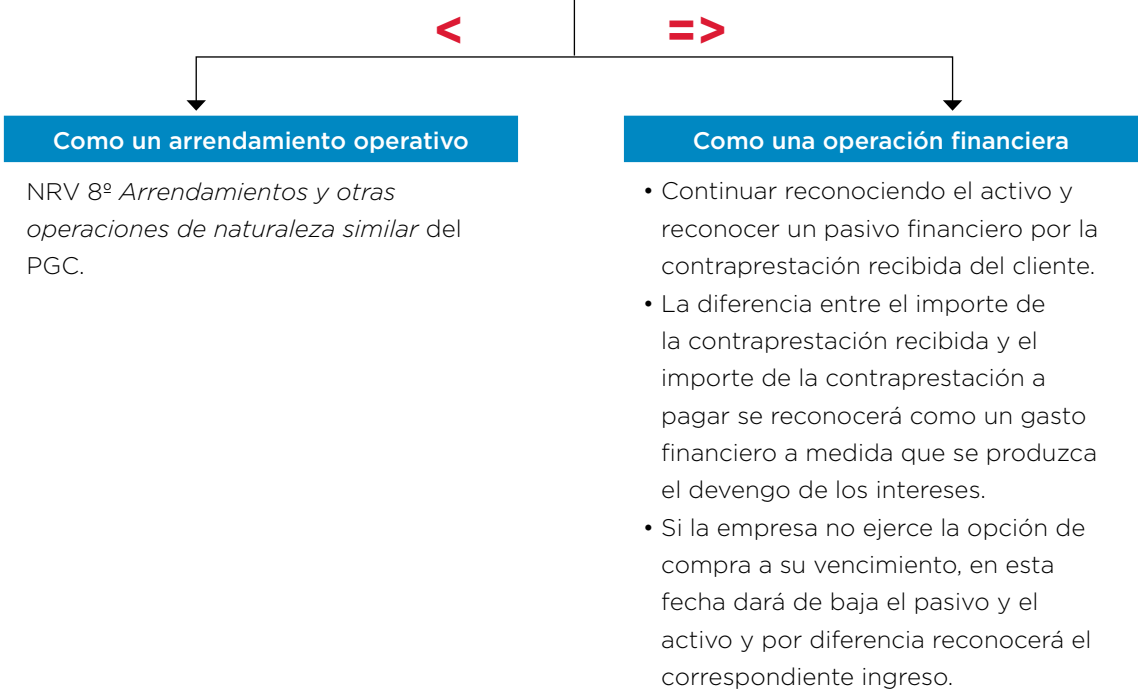 < =>
Como un arrendamiento operativo
NRV 8º Arrendamientos y otras
operaciones de naturaleza similar del
PGC.
Como una operación financiera
• Continuar reconociendo el activo y
reconocer un pasivo financiero por la
contraprestación recibida del cliente.
• La diferencia entre el importe de
la contraprestación recibida y el
importe de la contraprestación a
pagar se reconocerá como un gasto
financiero a medida que se produzca
el devengo de los intereses.
• Si la empresa no ejerce la opción de
compra a su vencimiento, en esta
fecha dará de baja el pasivo y el
activo y por diferencia reconocerá el
correspondiente ingreso.